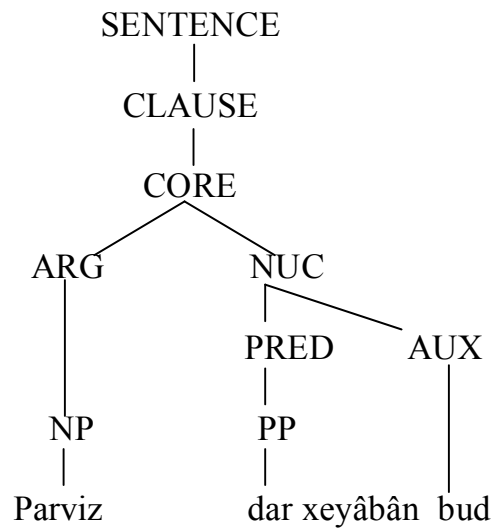 SENTENCE
CLAUSE
CORE
ARG NUC
PRED AUX
NP PP
Parviz dar xeyâbân bud